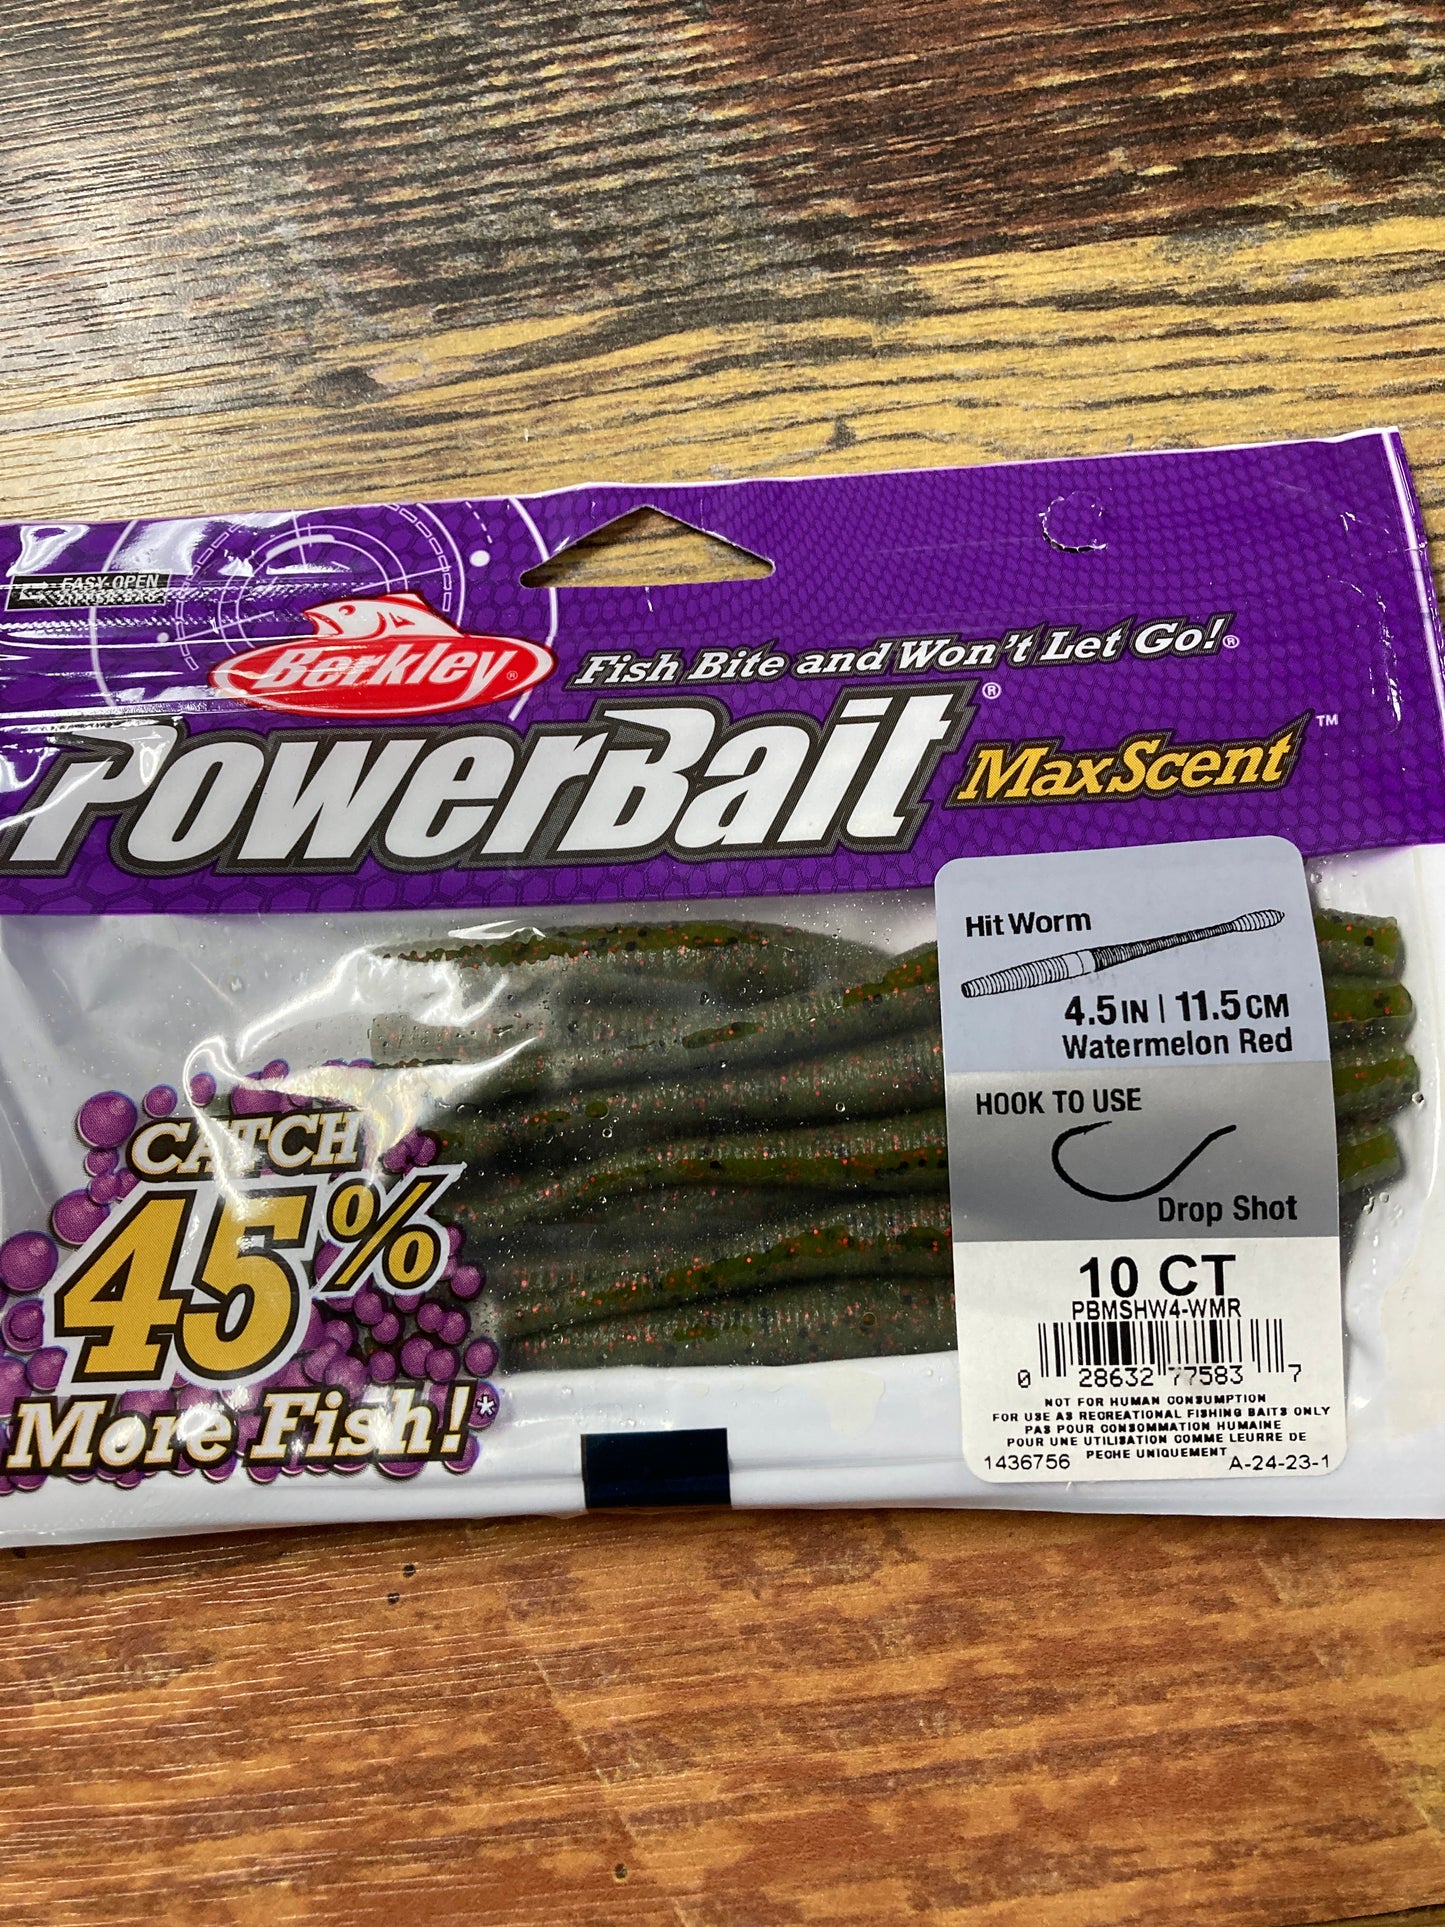 EASY-OPEN
ZIPPER BAG
Berkley®
Fish Bite and Won't Let Go!®
PowerBait®
MaxScent™
CATCH
45%
More Fish!*
Hit Worm
4.5IN | 11.5CM
Watermelon Red
HOOK TO USE
Drop Shot
10 CT
PBMSHW4-WMR
0 28632 77583 7
NOT FOR HUMAN CONSUMPTION
FOR USE AS RECREATIONAL FISHING BAITS ONLY
PAS POUR CONSOMMATION HUMAINE
POUR UNE UTILISATION COMME LEURRE DE
PECHE UNIQUEMENT
1436756 A-24-23-1